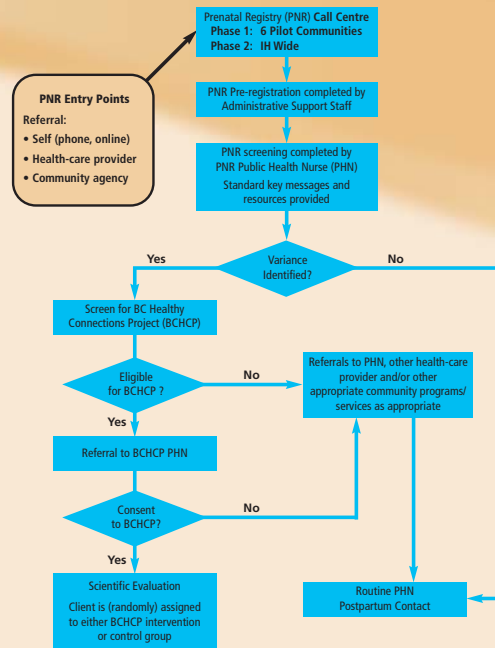 Prenatal Registry (PNR) Call Centre
Phase 1: 6 Pilot Communities
Phase 2: IH Wide
PNR Entry Points
Referral:
• Self (phone, online)
• Health-care provider
• Community agency
PNR Pre-registration completed by
Administrative Support Staff
PNR screening completed by
PNR Public Health Nurse (PHN)
Standard key messages and
resources provided
Variance
Identified?
Yes
No
Screen for BC Healthy
Connections Project (BCHCP)
Eligible
for BCHCP ?
No
Referrals to PHN, other health-care
provider and/or other
appropriate community programs/
services as appropriate
Yes
Referral to BCHCP PHN
Consent
to BCHCP?
No
Yes
Scientific Evaluation
Client is (randomly) assigned
to either BCHCP intervention
or control group
Routine PHN
Postpartum Contact